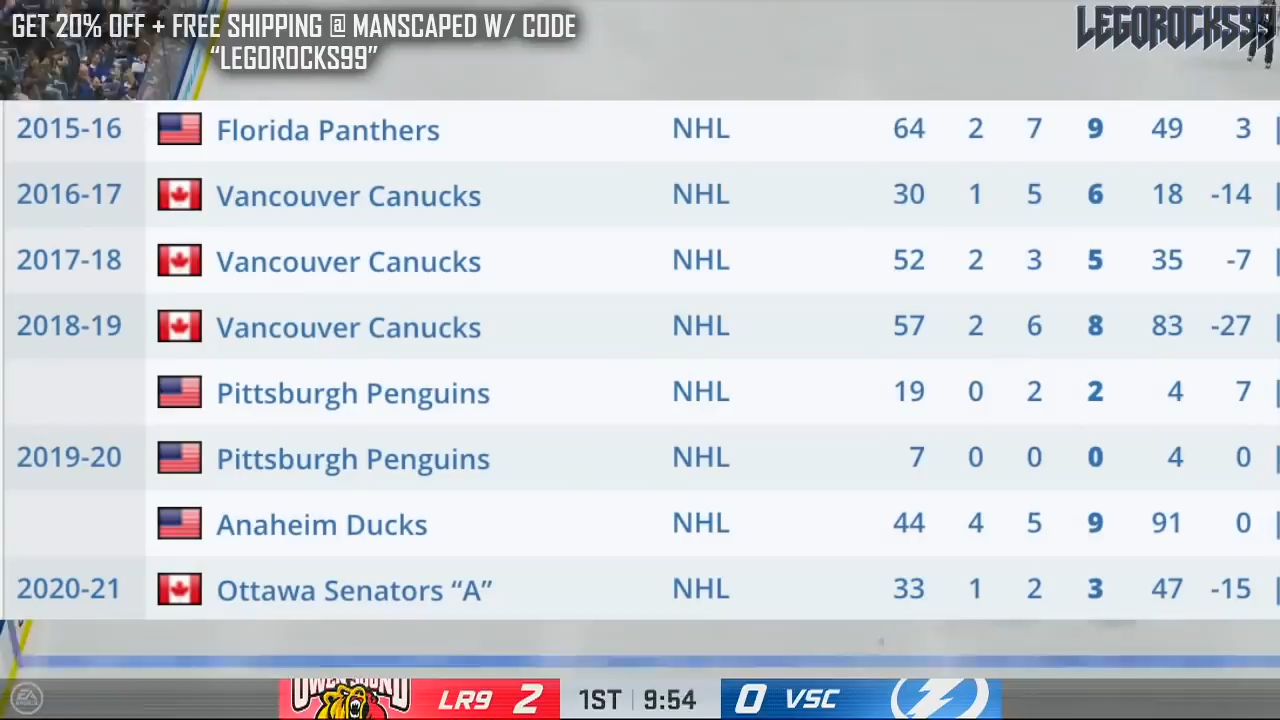 GET 20% OFF + FREE SHIPPING @ MANSCAPED W/ CODE
“LEGOROCKS99”
LEGOROCKS99
2015-16 Florida Panthers NHL 64 2 7 9 49 3
2016-17 Vancouver Canucks NHL 30 1 5 6 18 -14
2017-18 Vancouver Canucks NHL 52 2 3 5 35 -7
2018-19 Vancouver Canucks NHL 57 2 6 8 83 -27
Pittsburgh Penguins NHL 19 0 2 2 4 7
2019-20 Pittsburgh Penguins NHL 7 0 0 0 4 0
Anaheim Ducks NHL 44 4 5 9 91 0
2020-21 Ottawa Senators “A” NHL 33 1 2 3 47 -15
LR9 2 1ST 9:54 0 VSC